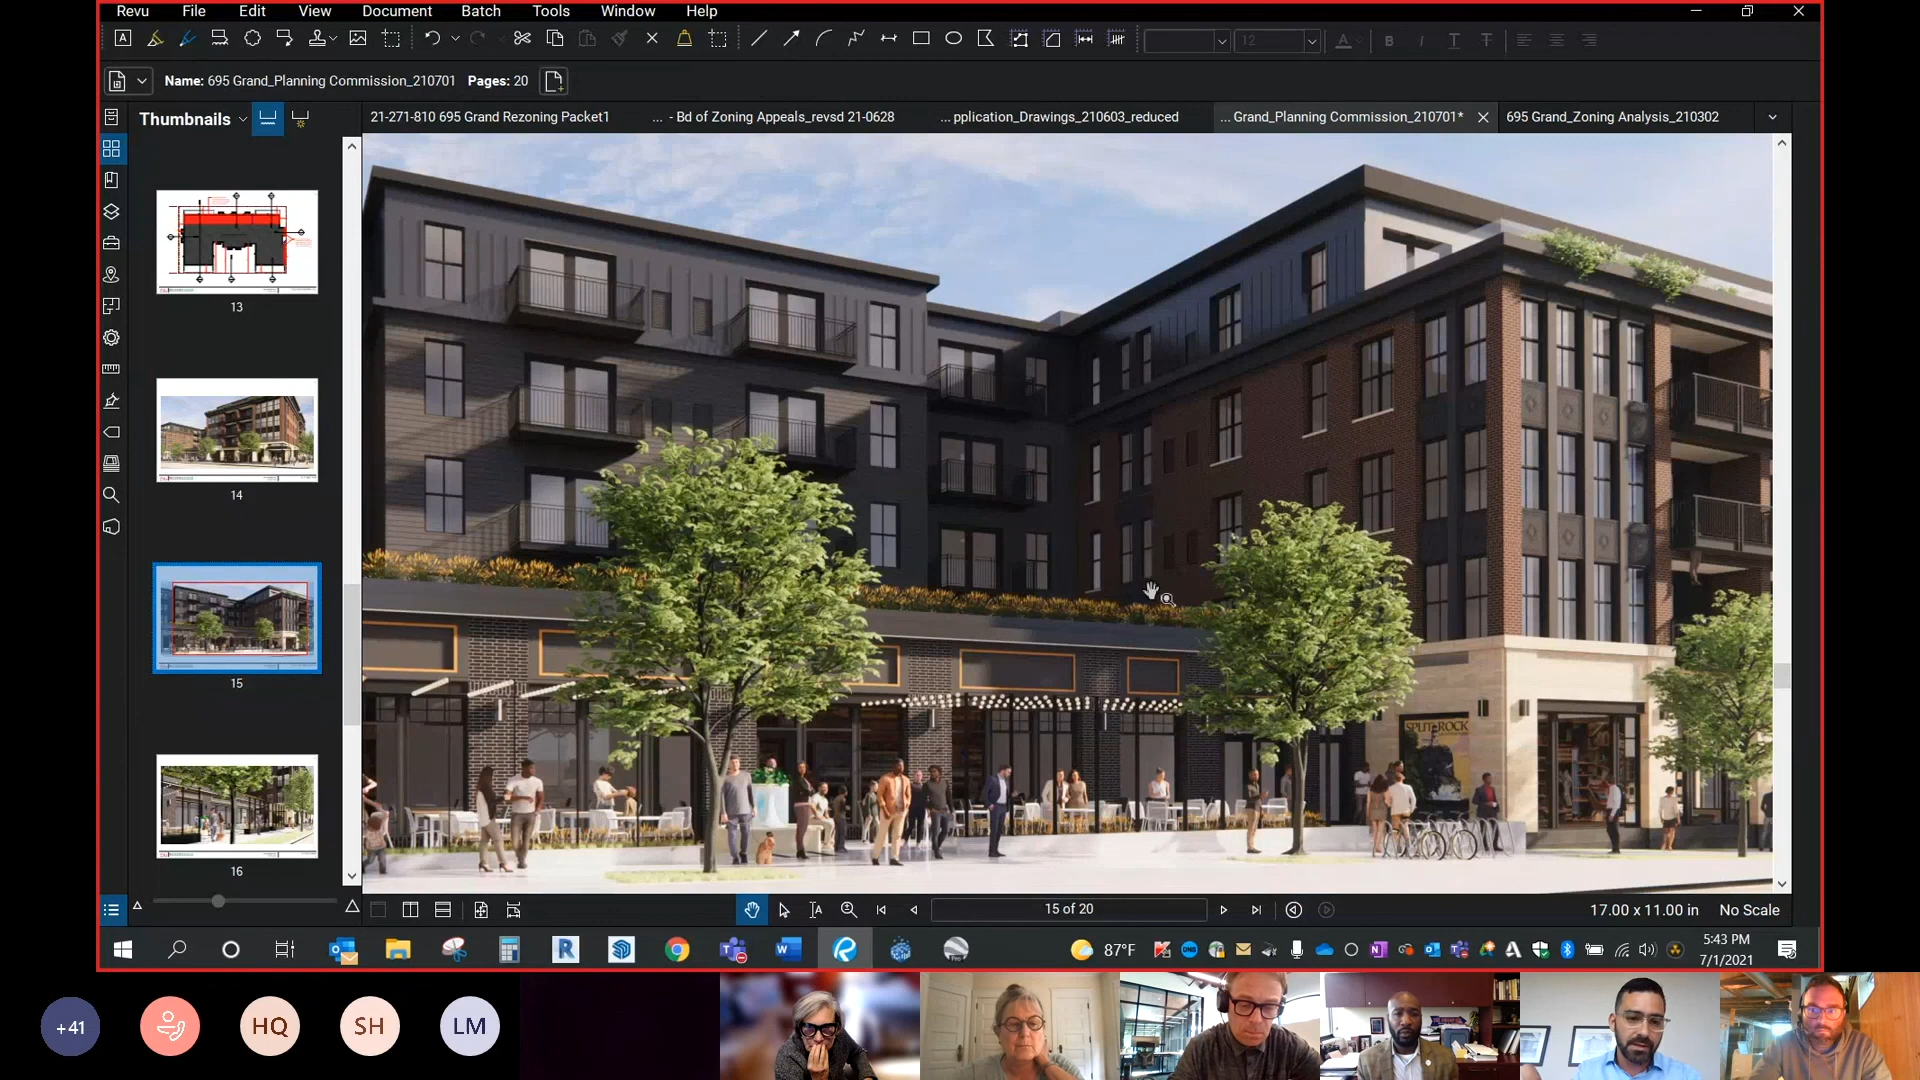 Revu File Edit View Document Batch Tools Window Help
12
Name: 695 Grand_Planning Commission_210701 Pages: 20
Thumbnails
21-271-810 695 Grand Rezoning Packet1
... - Bd of Zoning Appeals_revsd 21-0628
... pplication_Drawings_210603_reduced
... Grand_Planning Commission_210701*
695 Grand_Zoning Analysis_210302
13
14
15
16
SPLIT ROCK
15 of 20
17.00 x 11.00 in No Scale
87°F
5:43 PM
7/1/2021
+41
HQ
SH
LM